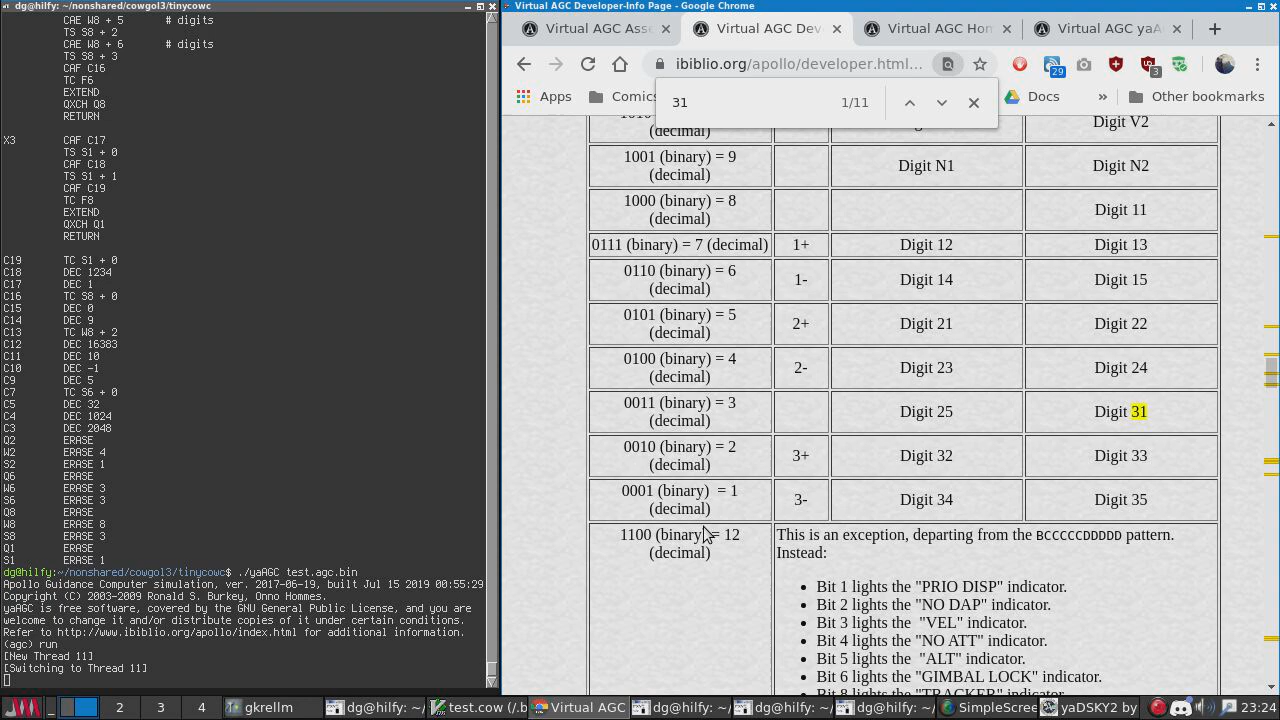 dg@hilfy: ~/nonshared/cowgol3/tinycowc
CAE W8 + 5 # digits
TS S8 + 2
CAE W8 + 6 # digits
TS S8 + 3
CAF C16
TC F6
EXTEND
QXCH Q8
RETURN
X3 CAF C17
TS S1 + 0
CAF C18
TS S1 + 1
CAF C19
TC F8
EXTEND
QXCH Q1
RETURN
C19 TC S1 + 0
C18 DEC 1234
C17 DEC 1
C16 TC S8 + 0
C15 DEC 0
C14 DEC 9
C13 TC W8 + 2
C12 DEC 16383
C11 DEC 10
C10 DEC -1
C9 DEC 5
C7 TC S6 + 0
C5 DEC 32
C4 DEC 1024
C3 DEC 2048
Q2 ERASE
W2 ERASE 4
S2 ERASE 1
Q6 ERASE
W6 ERASE 3
S6 ERASE 3
Q8 ERASE
W8 ERASE 8
S8 ERASE 3
Q1 ERASE
S1 ERASE 1
dg@hilfy:~/nonshared/cowgol3/tinycowc$ ./yaAGC test.agc.bin
Apollo Guidance Computer simulation, ver. 2017-06-19, built Jul 15 2019 00:55:29
Copyright (C) 2003-2009 Ronald S. Burkey, Onno Hommes.
yaAGC is free software, covered by the GNU General Public License, and you are
welcome to change it and/or distribute copies of it under certain conditions.
Refer to http://www.ibiblio.org/apollo/index.html for additional information.
(agc) run
[New Thread 11]
[Switching to Thread 11]
Virtual AGC Developer-Info Page - Google Chrome
Virtual AGC Asse
Virtual AGC Dev
Virtual AGC Hom
Virtual AGC yaA
ibiblio.org/apollo/developer.html...
29
3
Apps
Comics
Docs
»
Other bookmarks
31
1/11
(decimal) Digit V2
1001 (binary) = 9
(decimal) Digit N1 Digit N2
1000 (binary) = 8
(decimal) Digit 11
0111 (binary) = 7 (decimal) 1+ Digit 12 Digit 13
0110 (binary) = 6
(decimal) 1- Digit 14 Digit 15
0101 (binary) = 5
(decimal) 2+ Digit 21 Digit 22
0100 (binary) = 4
(decimal) 2- Digit 23 Digit 24
0011 (binary) = 3
(decimal) Digit 25 Digit 31
0010 (binary) = 2
(decimal) 3+ Digit 32 Digit 33
0001 (binary) = 1
(decimal) 3- Digit 34 Digit 35
1100 (binary) = 12
(decimal)
This is an exception, departing from the BCCCCCDDDDD pattern.
Instead:
• Bit 1 lights the "PRIO DISP" indicator.
• Bit 2 lights the "NO DAP" indicator.
• Bit 3 lights the "VEL" indicator.
• Bit 4 lights the "NO ATT" indicator.
• Bit 5 lights the "ALT" indicator.
• Bit 6 lights the "GIMBAL LOCK" indicator.
• Bit 8 lights the "TRACKER" indicator.
2
3
4
gkrellm
dg@hilfy: ~/
test.cow (/.b
Virtual AGC
dg@hilfy: ~/
dg@hilfy: ~/
dg@hilfy: ~/
SimpleScree
yaDSKY2 by
23:24